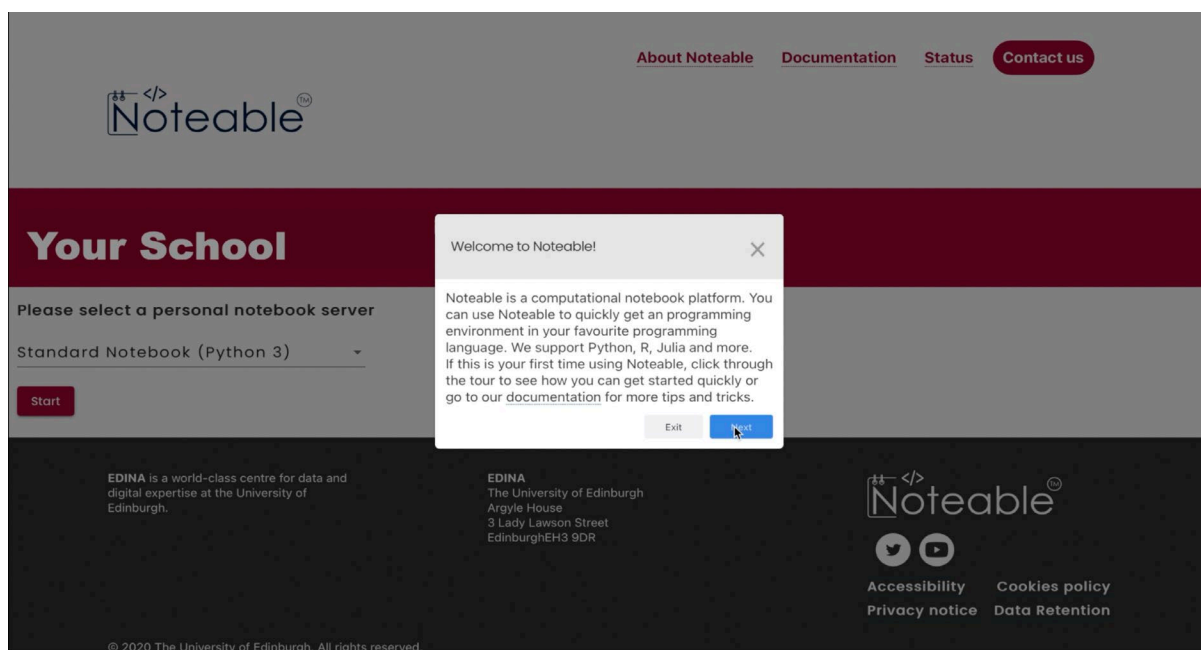 About Noteable Documentation Status Contact us
</>
Noteable TM
Your School
Please select a personal notebook server
Standard Notebook (Python 3)
Start
Welcome to Noteable!
Noteable is a computational notebook platform. You
can use Noteable to quickly get an programming
environment in your favourite programming
language. We support Python, R, Julia and more.
If this is your first time using Noteable, click through
the tour to see how you can get started quickly or
go to our documentation for more tips and tricks.
Exit Next
EDINA is a world-class centre for data and
digital expertise at the University of
Edinburgh.
EDINA
The University of Edinburgh
Argyle House
3 Lady Lawson Street
EdinburghEH3 9DR
</>
Noteable TM
Accessibility Cookies policy
Privacy notice Data Retention
© 2020 The University of Edinburgh. All rights reserved